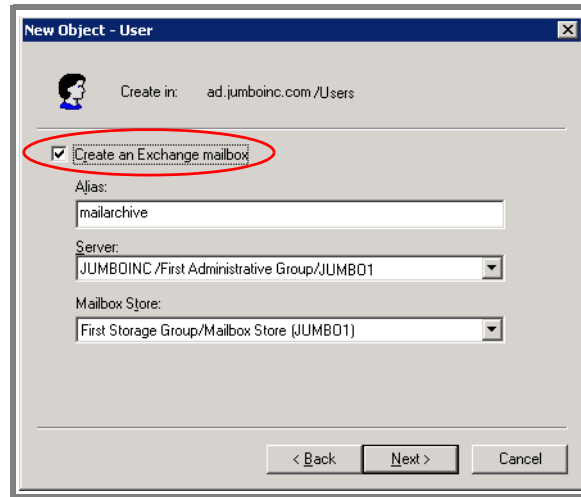 New Object - User
Create in: ad.jumboinc.com /Users
Create an Exchange mailbox
Alias:
mailarchive
Server:
JUMBOINC /First Administrative Group/JUMBO1
Mailbox Store:
First Storage Group/Mailbox Store (JUMBO1)
< Back Next > Cancel